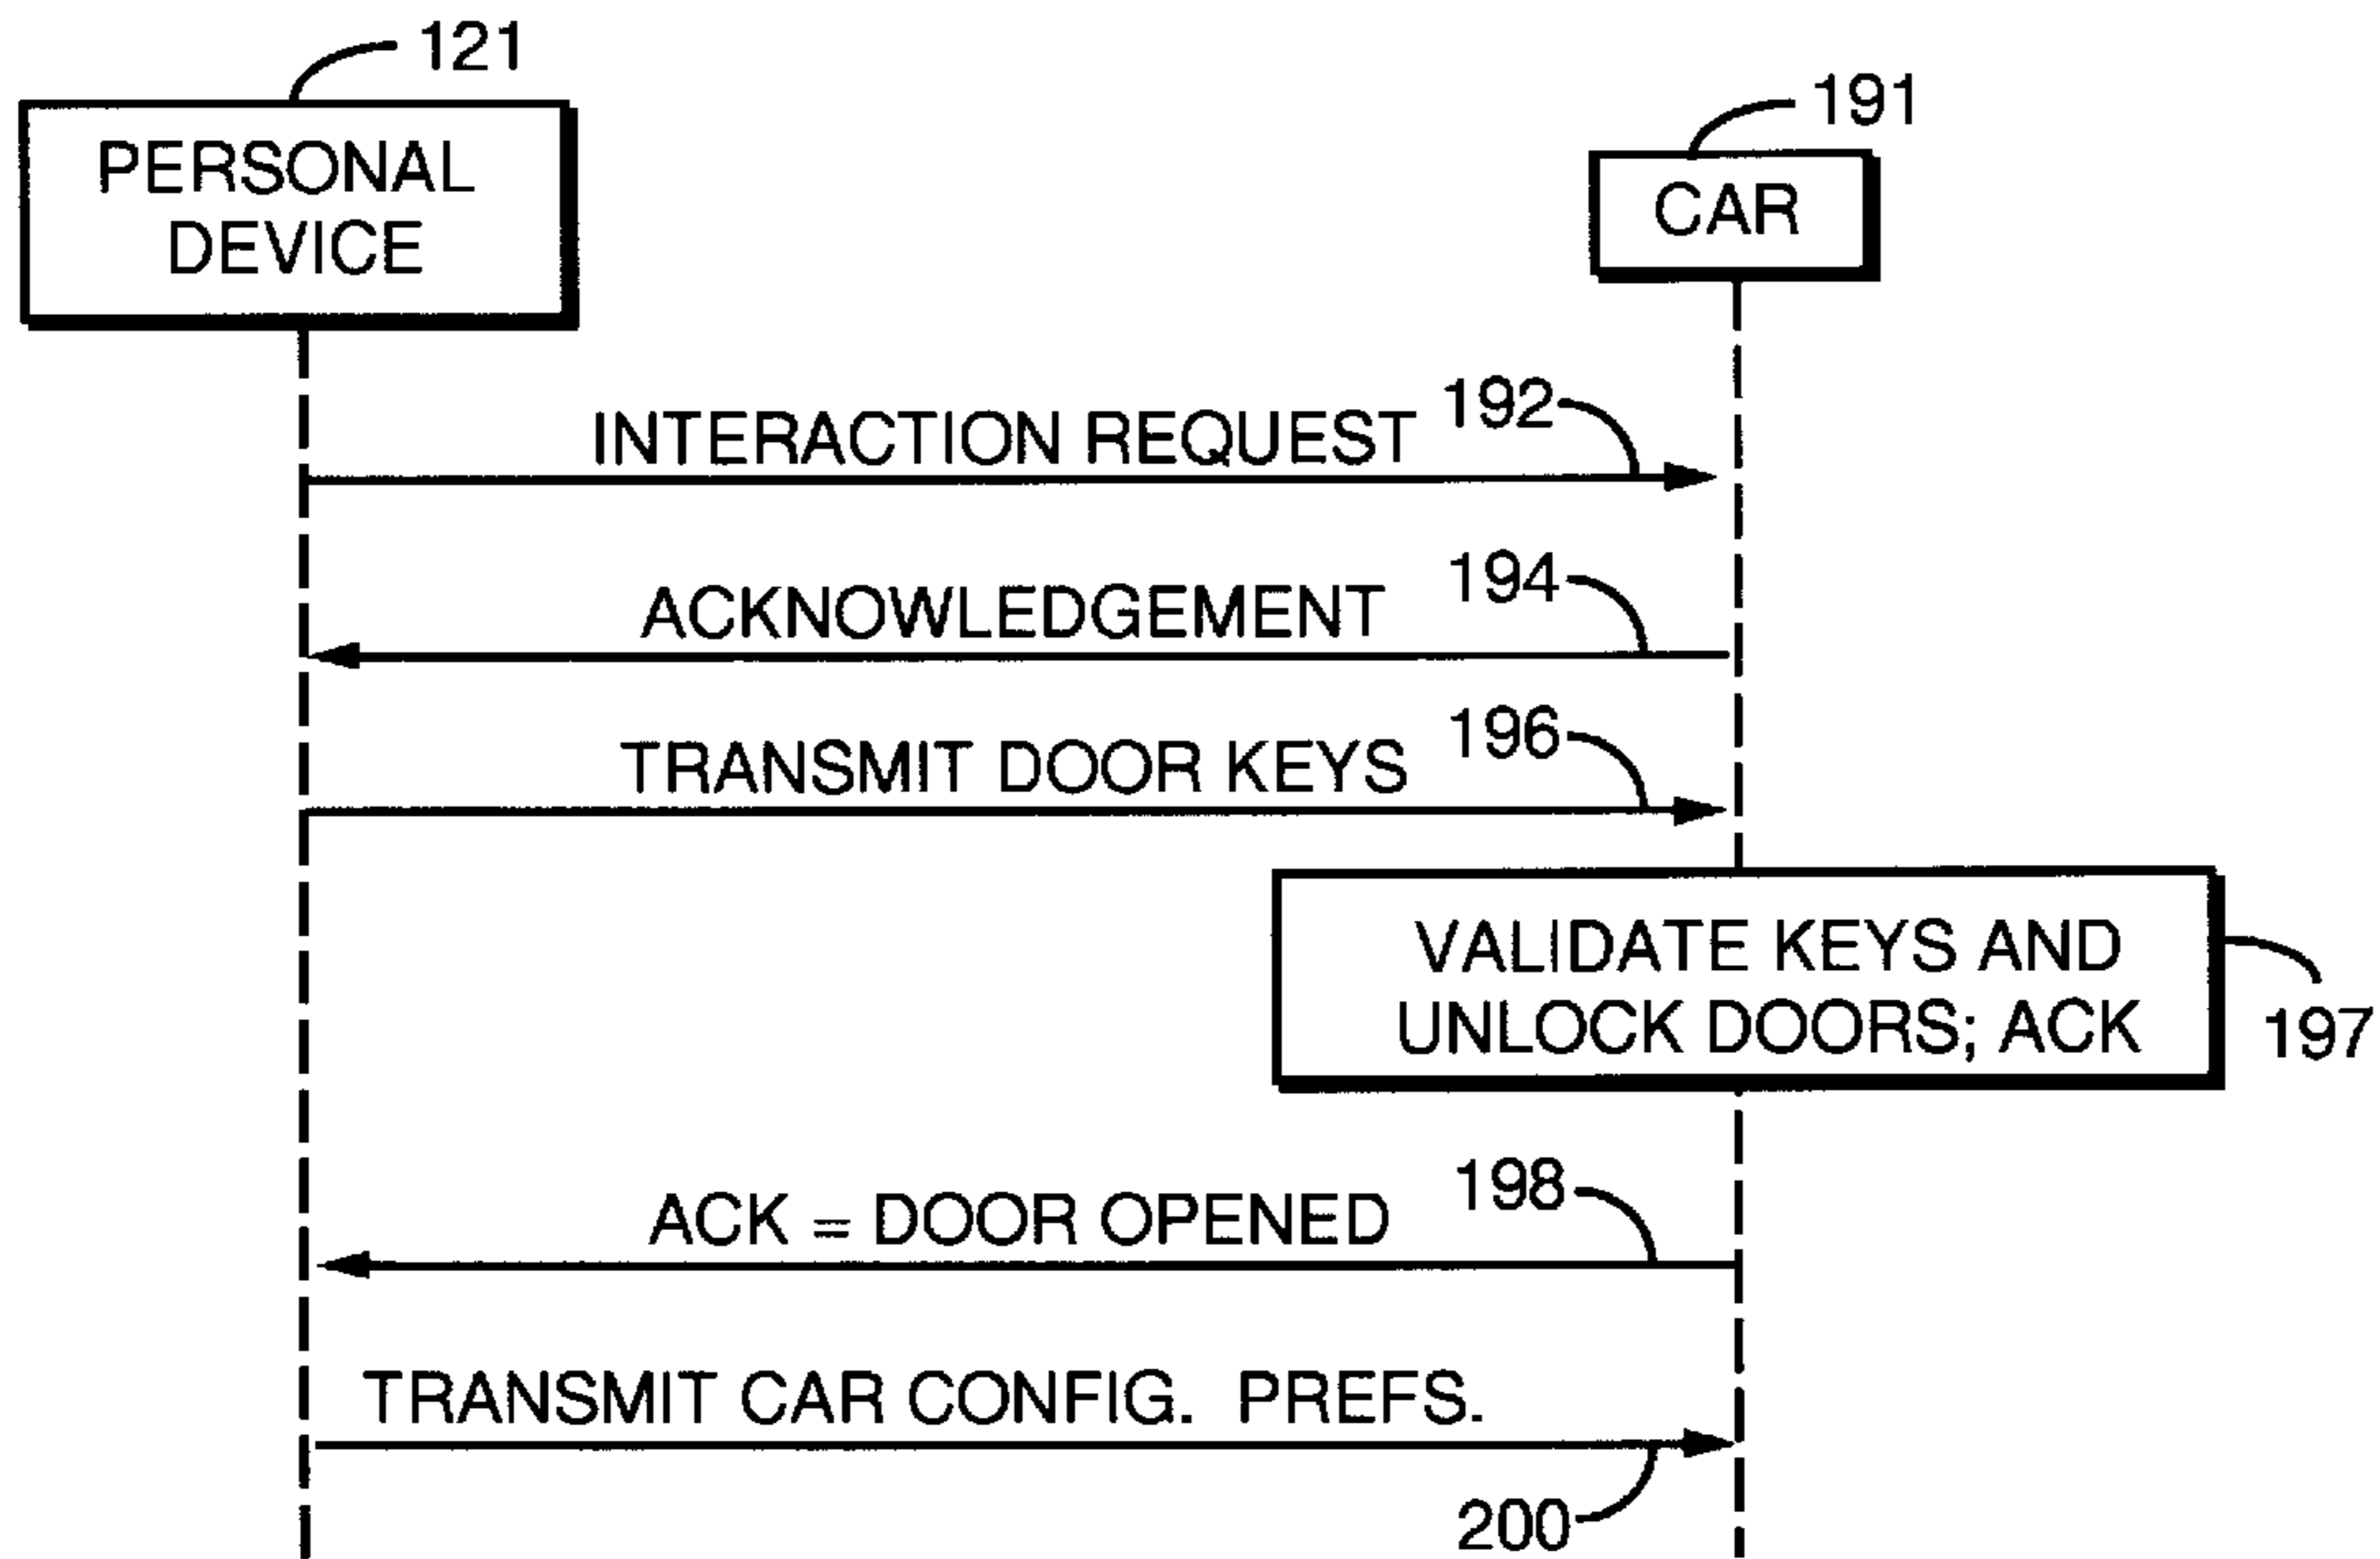 121
PERSONAL
DEVICE
191
CAR
INTERACTION REQUEST
192
ACKNOWLEDGEMENT
194
TRANSMIT DOOR KEYS
196
VALIDATE KEYS AND
UNLOCK DOORS; ACK
197
ACK = DOOR OPENED
198
TRANSMIT CAR CONFIG. PREFS.
200